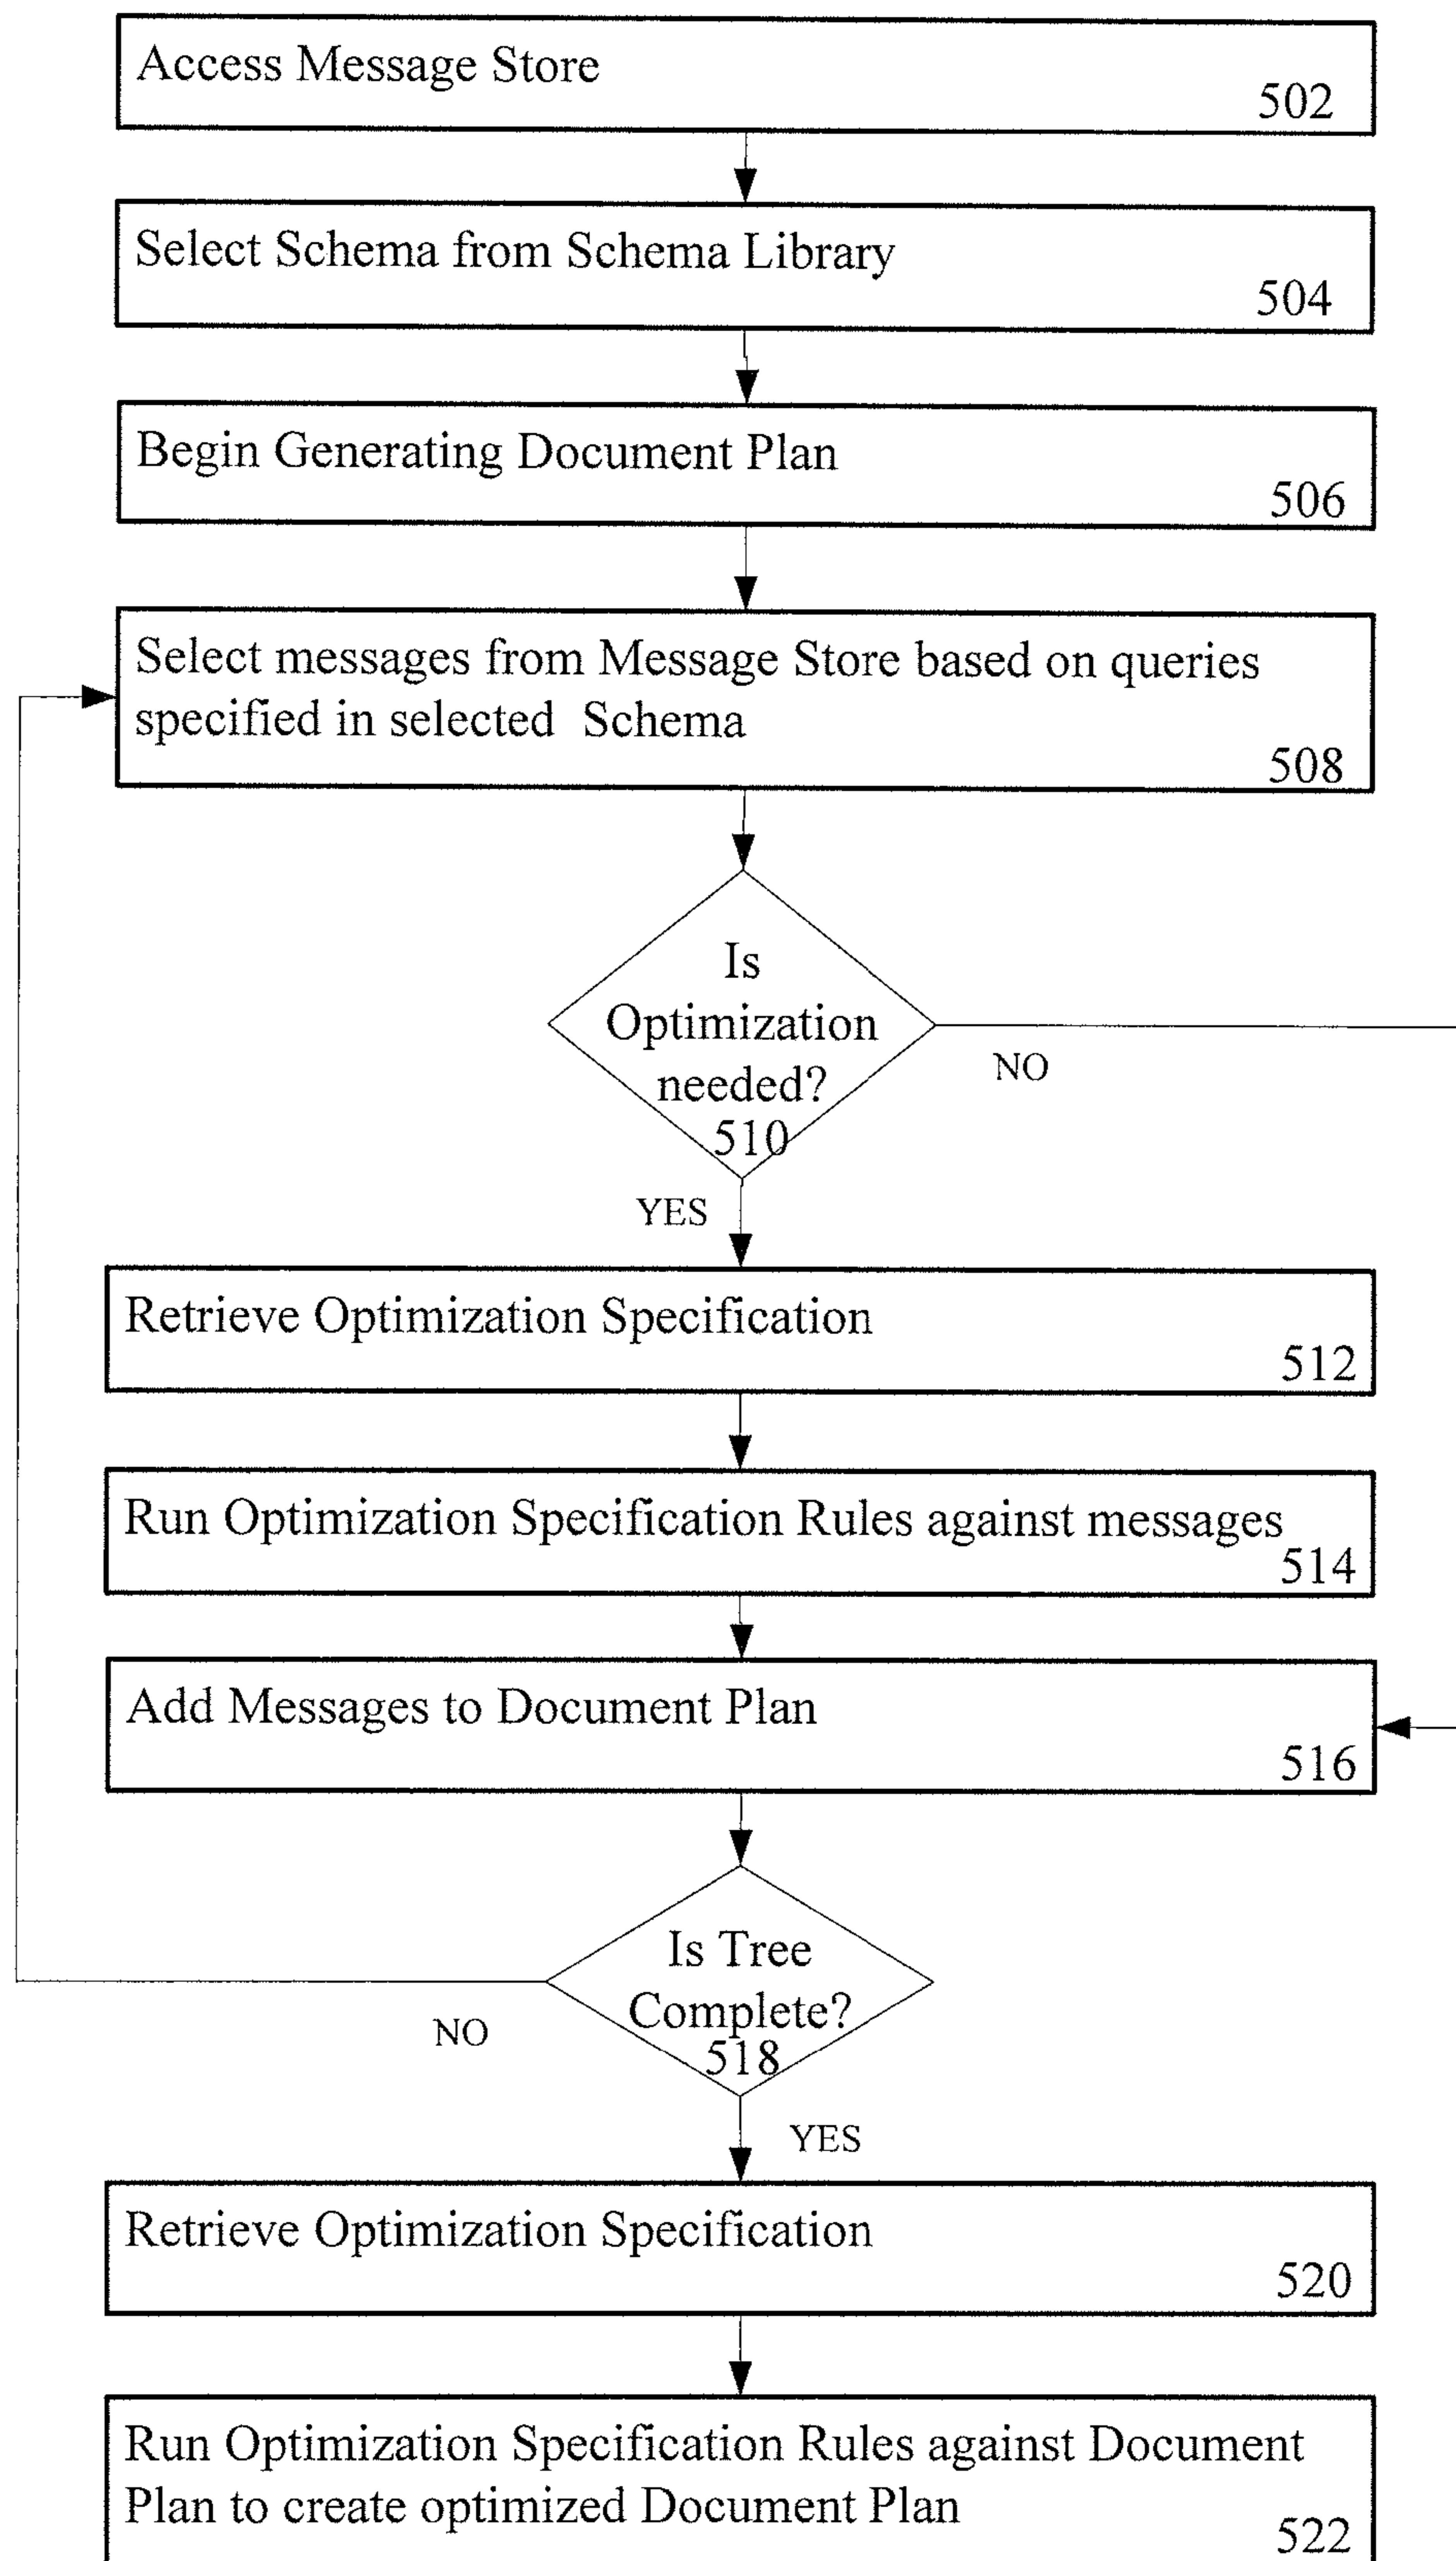 Access Message Store
502
Select Schema from Schema Library
504
Begin Generating Document Plan
506
Select messages from Message Store based on queries
specified in selected Schema
508
Is
Optimization
needed?
510
NO
YES
Retrieve Optimization Specification
512
Run Optimization Specification Rules against messages
514
Add Messages to Document Plan
516
Is Tree
Complete?
518
NO
YES
Retrieve Optimization Specification
520
Run Optimization Specification Rules against Document
Plan to create optimized Document Plan
522